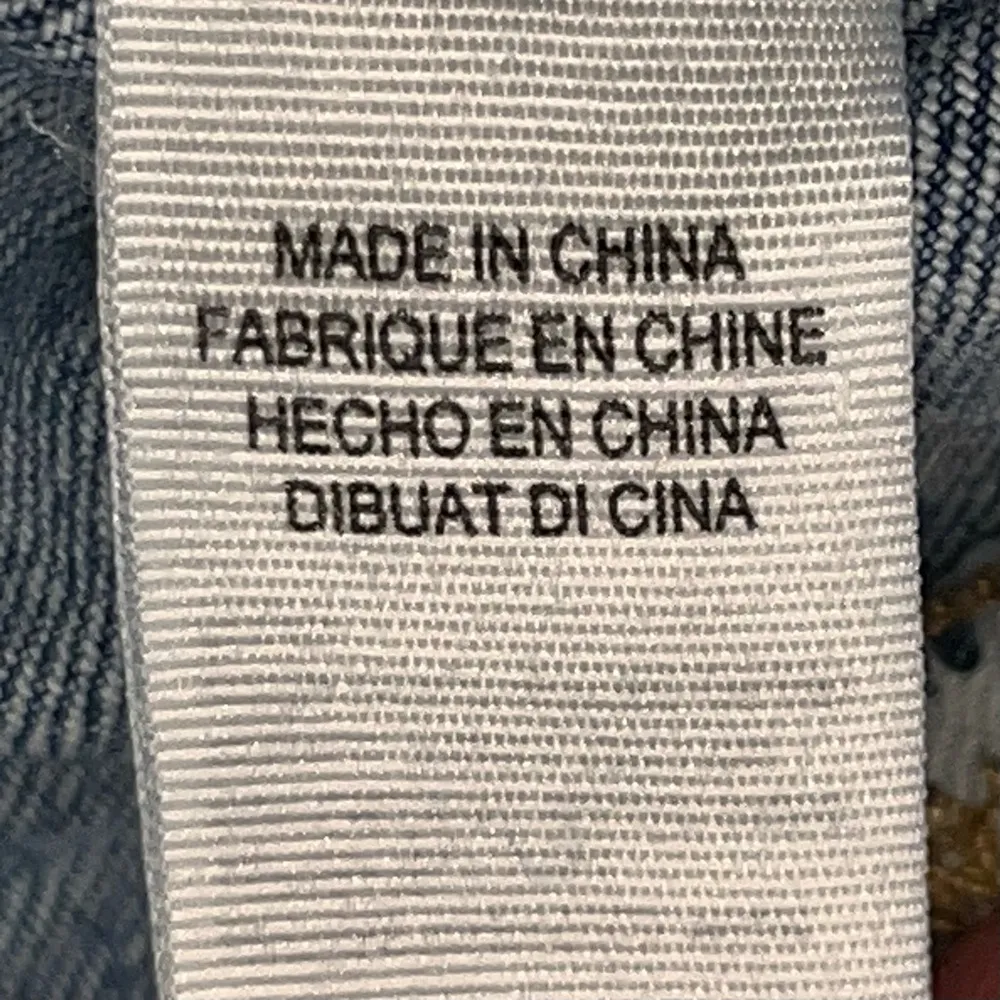 MADE IN CHINA
FABRIQUE EN CHINE
HECHO EN CHINA
DIBUAT DI CINA